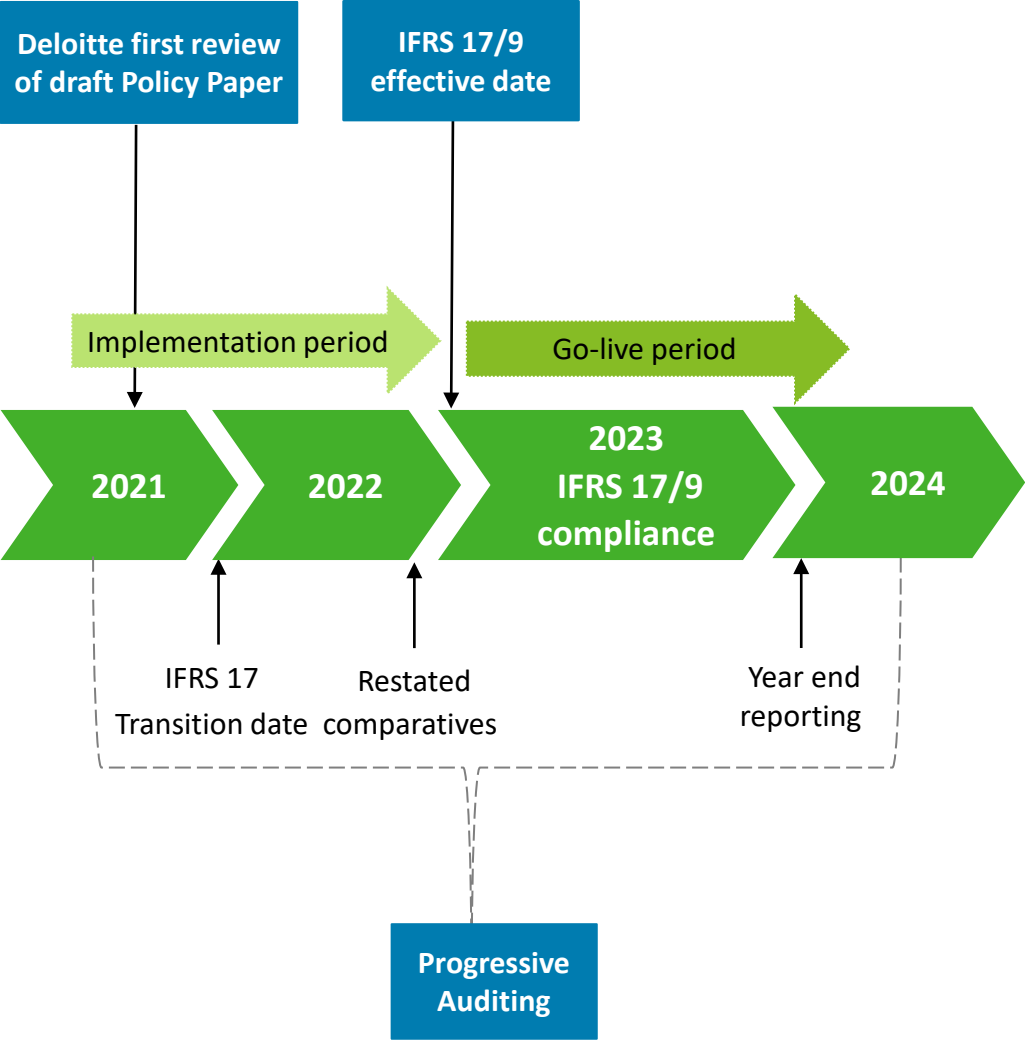 Deloitte first review
of draft Policy Paper
IFRS 17/9
effective date
Implementation period
Go-live period
2021
2022
2023
IFRS 17/9
compliance
2024
IFRS 17
Transition date
Restated
comparatives
Year end
reporting
Progressive
Auditing